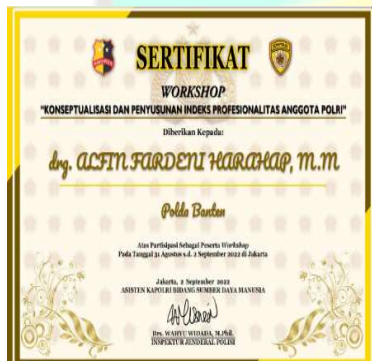 SERTIFIKAT
WORKSHOP
"KONSEPTUALISASI DAN PENYUSUNAN INDEKS PROFESIONALITAS ANGGOTA POLRI"
Diberikan Kepada:
drg. ALFIN FARDENI HARAHAP, M.M
Polda Banten
Atas Partisipasi Sebagai Peserta Workshop
Pada Tanggal 31 Agustus s.d. 2 September 2022 di Jakarta
Jakarta, 2 September 2022
ASISTEN KAPOLRI BIDANG SUMBER DAYA MANUSIA
Drs. WAHYU WIDADA, M.Phil.
INSPEKTUR JENDERAL POLISI